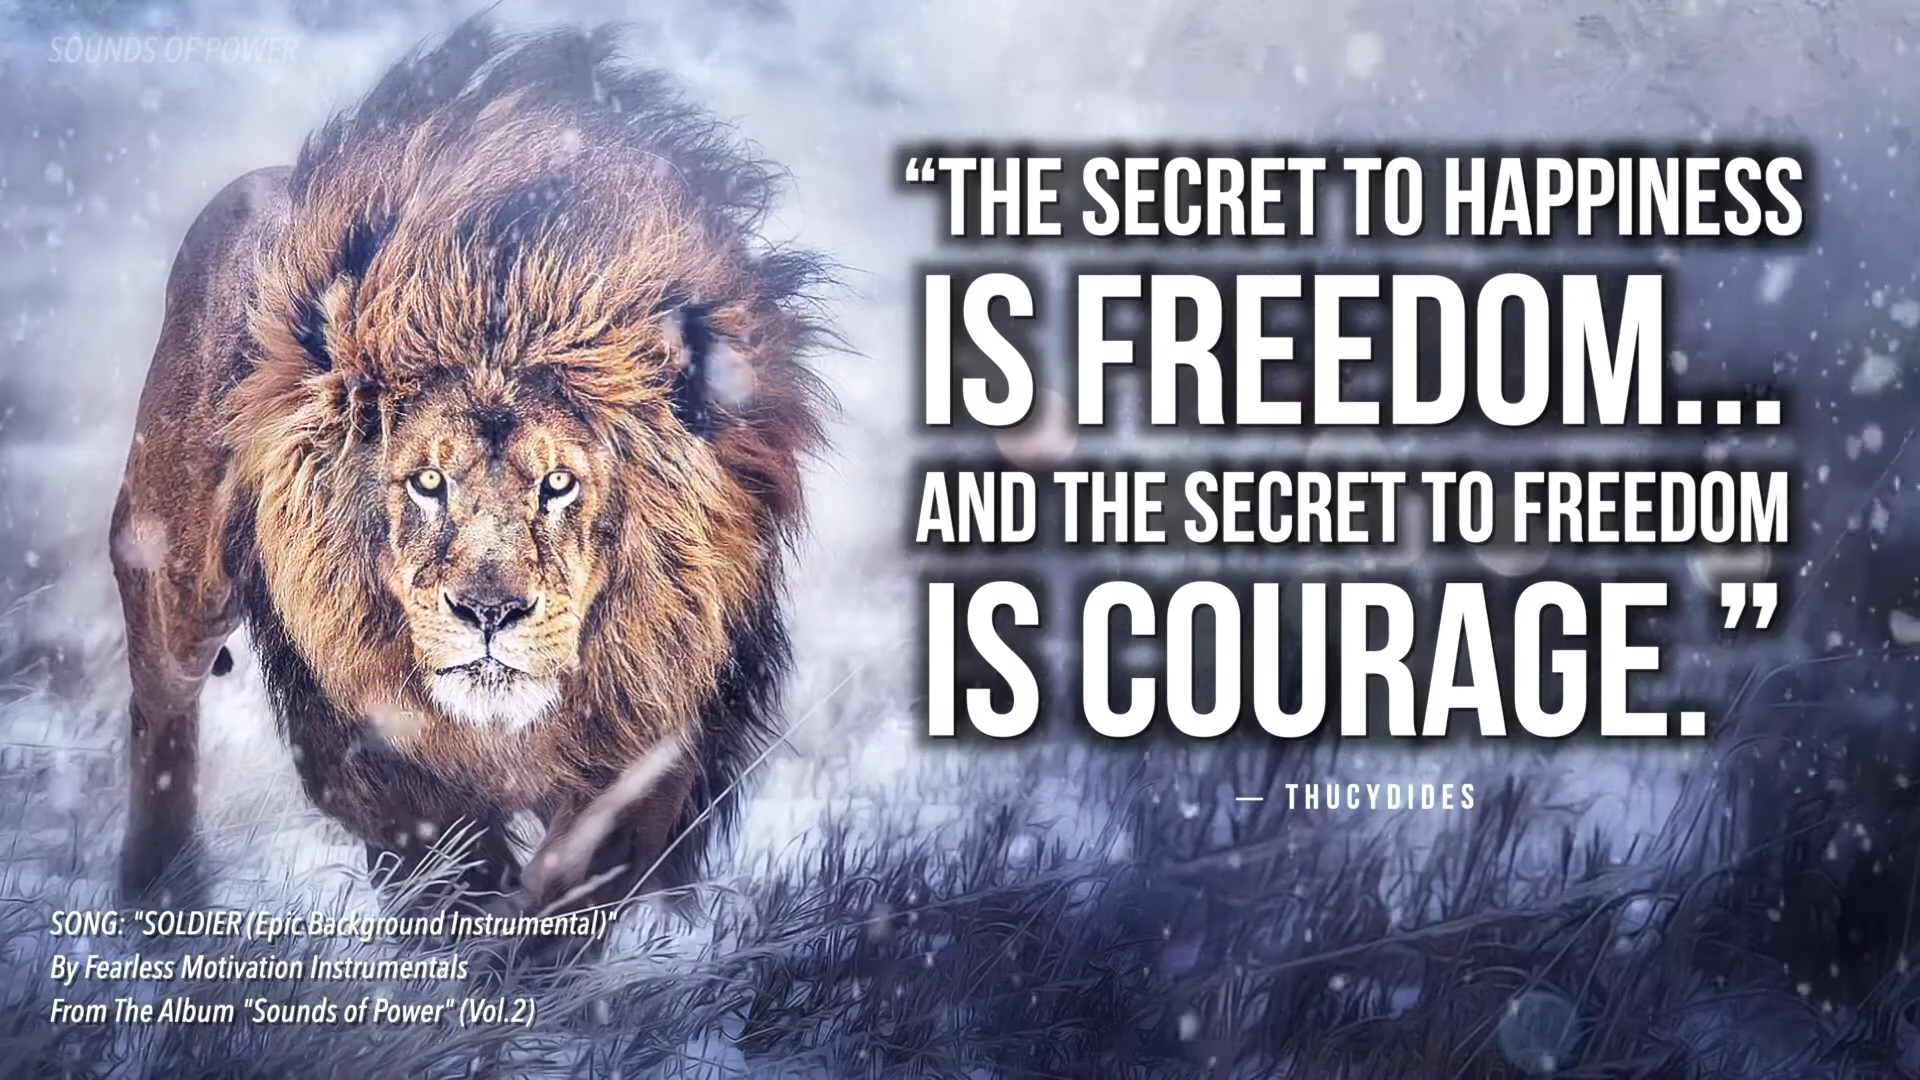 SOUNDS OF POWER
“THE SECRET TO HAPPINESS
IS FREEDOM...
AND THE SECRET TO FREEDOM
IS COURAGE.”
— THUCYDIDES
SONG: "SOLDIER (Epic Background Instrumental)"
By Fearless Motivation Instrumentals
From The Album "Sounds of Power" (Vol.2)